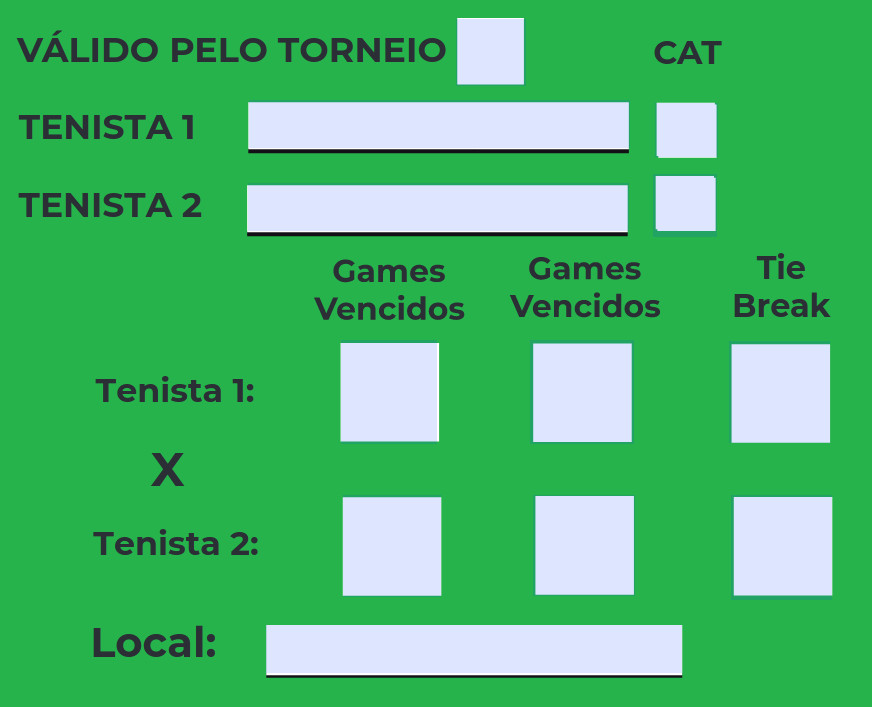 VÁLIDO PELO TORNEIO CAT
TENISTA 1
TENISTA 2
Games Vencidos Games Vencidos Tie Break
Tenista 1:
X
Tenista 2:
Local: